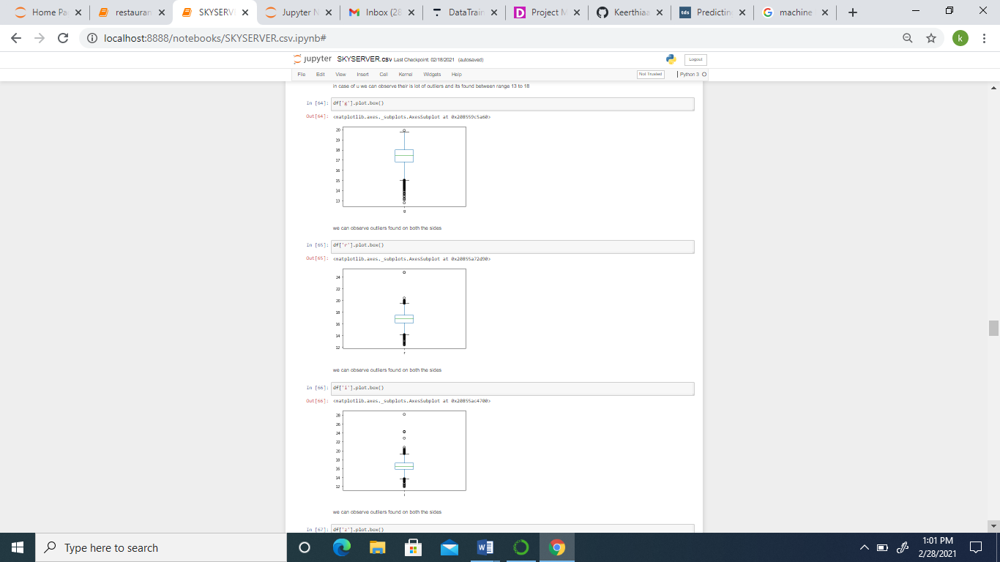 Home Pa
restauran
SKYSERV
Jupyter N
Inbox (28
DataTrain
Project M
Keerthiaa
tds Predictin
machine
localhost:8888/notebooks/SKYSERVER.csv.ipynb#
k
jupyter SKYSERVER.csv Last Checkpoint: 02/18/2021 (autosaved)
Logout
File Edit View Insert Cell Kernel Widgets Help
Not Trusted
Python 3
in case of u we can observe their is lot of outliers and its found between range 13 to 18
In [64]: df['g'].plot.box()
Out[64]: <matplotlib.axes._subplots.AxesSubplot at 0x208559c5a60>
20
19
18
17
16
15
14
13
g
we can observe outliers found on both the sides
In [65]: df['r'].plot.box()
Out[65]: <matplotlib.axes._subplots.AxesSubplot at 0x20855a72d90>
24
22
20
18
16
14
12
r
we can observe outliers found on both the sides
In [66]: df['i'].plot.box()
Out[66]: <matplotlib.axes._subplots.AxesSubplot at 0x20855ac4700>
28
26
24
22
20
18
16
14
12
i
we can observe outliers found on both the sides
In [67]: df['z'].plot.box()
Type here to search
1:01 PM
2/28/2021